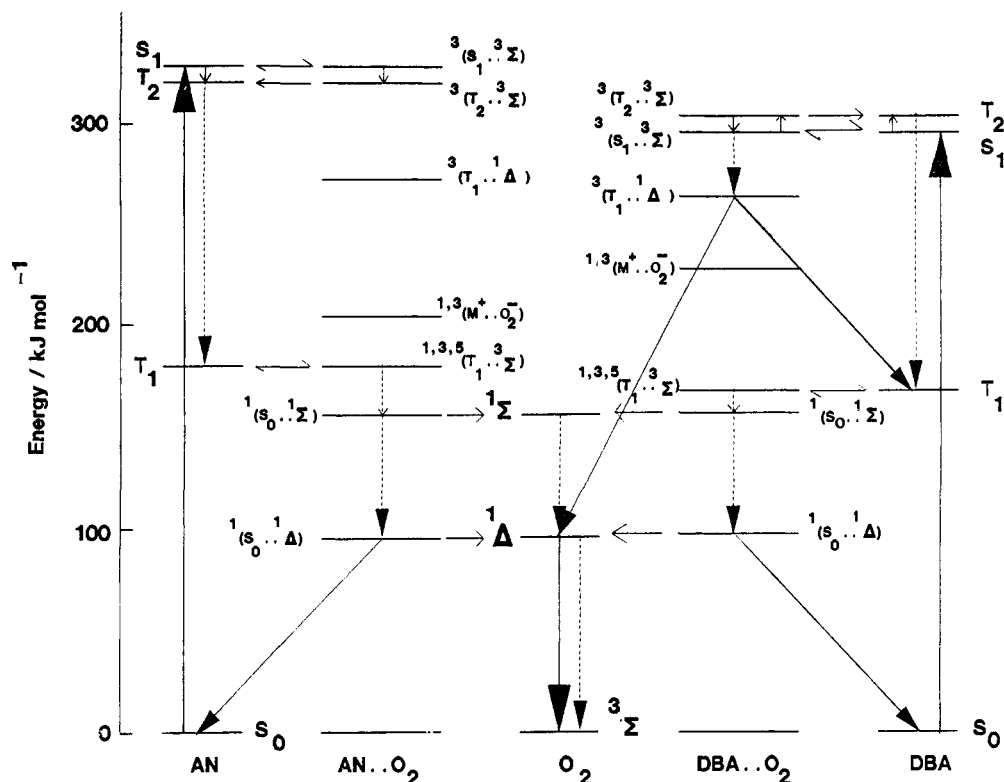 S₁
T₂
³(S₁..³Σ)
³(T₂..³Σ)
³(T₂..³Σ)
³(S₁..³Σ)
T₂
S₁
300
³(T₁..¹Δ)
³(T₁..¹Δ)
¹,³(M⁺..O₂⁻)
¹,³(M⁺..O₂⁻)
200
Energy / kJ mol⁻¹
T₁
¹,³,⁵(T₁..³Σ)
¹,³,⁵(T₁..³Σ)
T₁
¹(S₀..¹Σ)
¹Σ
¹(S₀..¹Σ)
100
¹(S₀..¹Δ)
¹Δ
¹(S₀..¹Δ)
0
S₀
³Σ
S₀
AN
AN..O₂
O₂
DBA..O₂
DBA